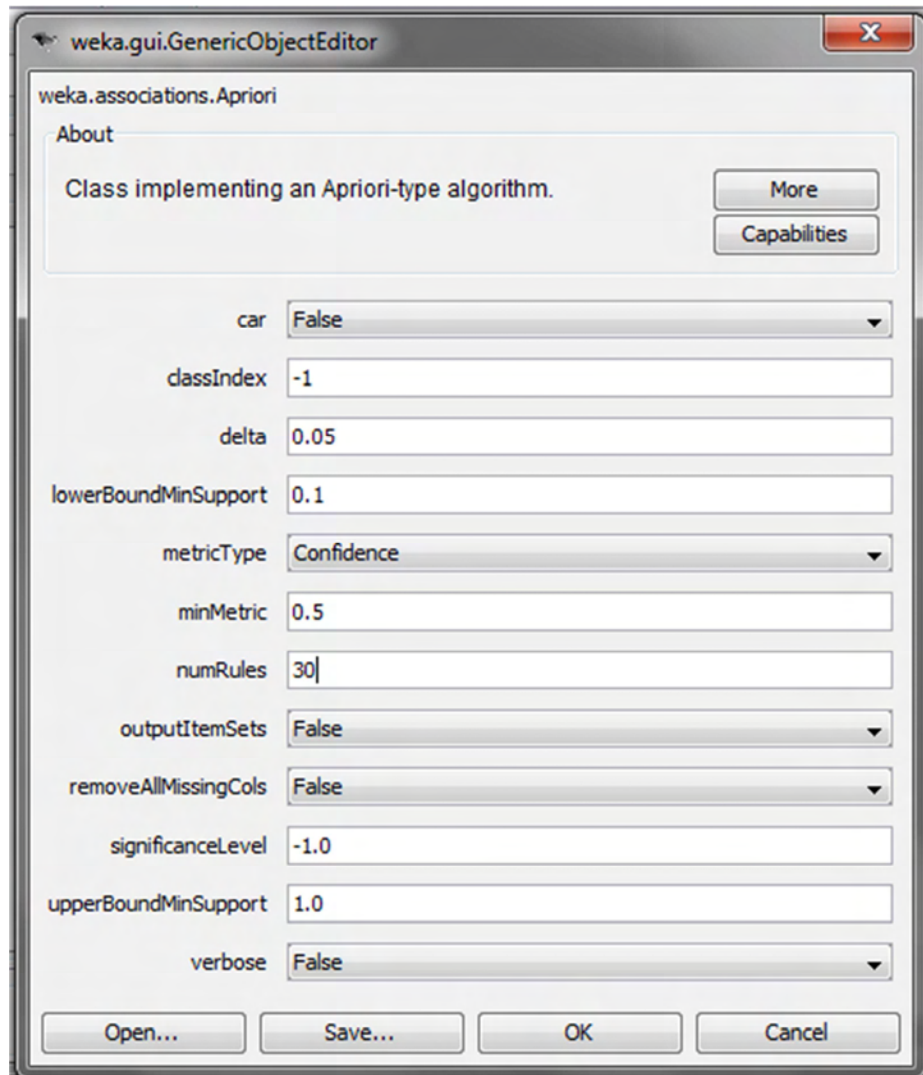 weka.gui.GenericObjectEditor
weka.associations.Apriori
About
Class implementing an Apriori-type algorithm.
More
Capabilities
car False
classIndex -1
delta 0.05
lowerBoundMinSupport 0.1
metricType Confidence
minMetric 0.5
numRules 30
outputItemSets False
removeAllMissingCols False
significanceLevel -1.0
upperBoundMinSupport 1.0
verbose False
Open... Save... OK Cancel